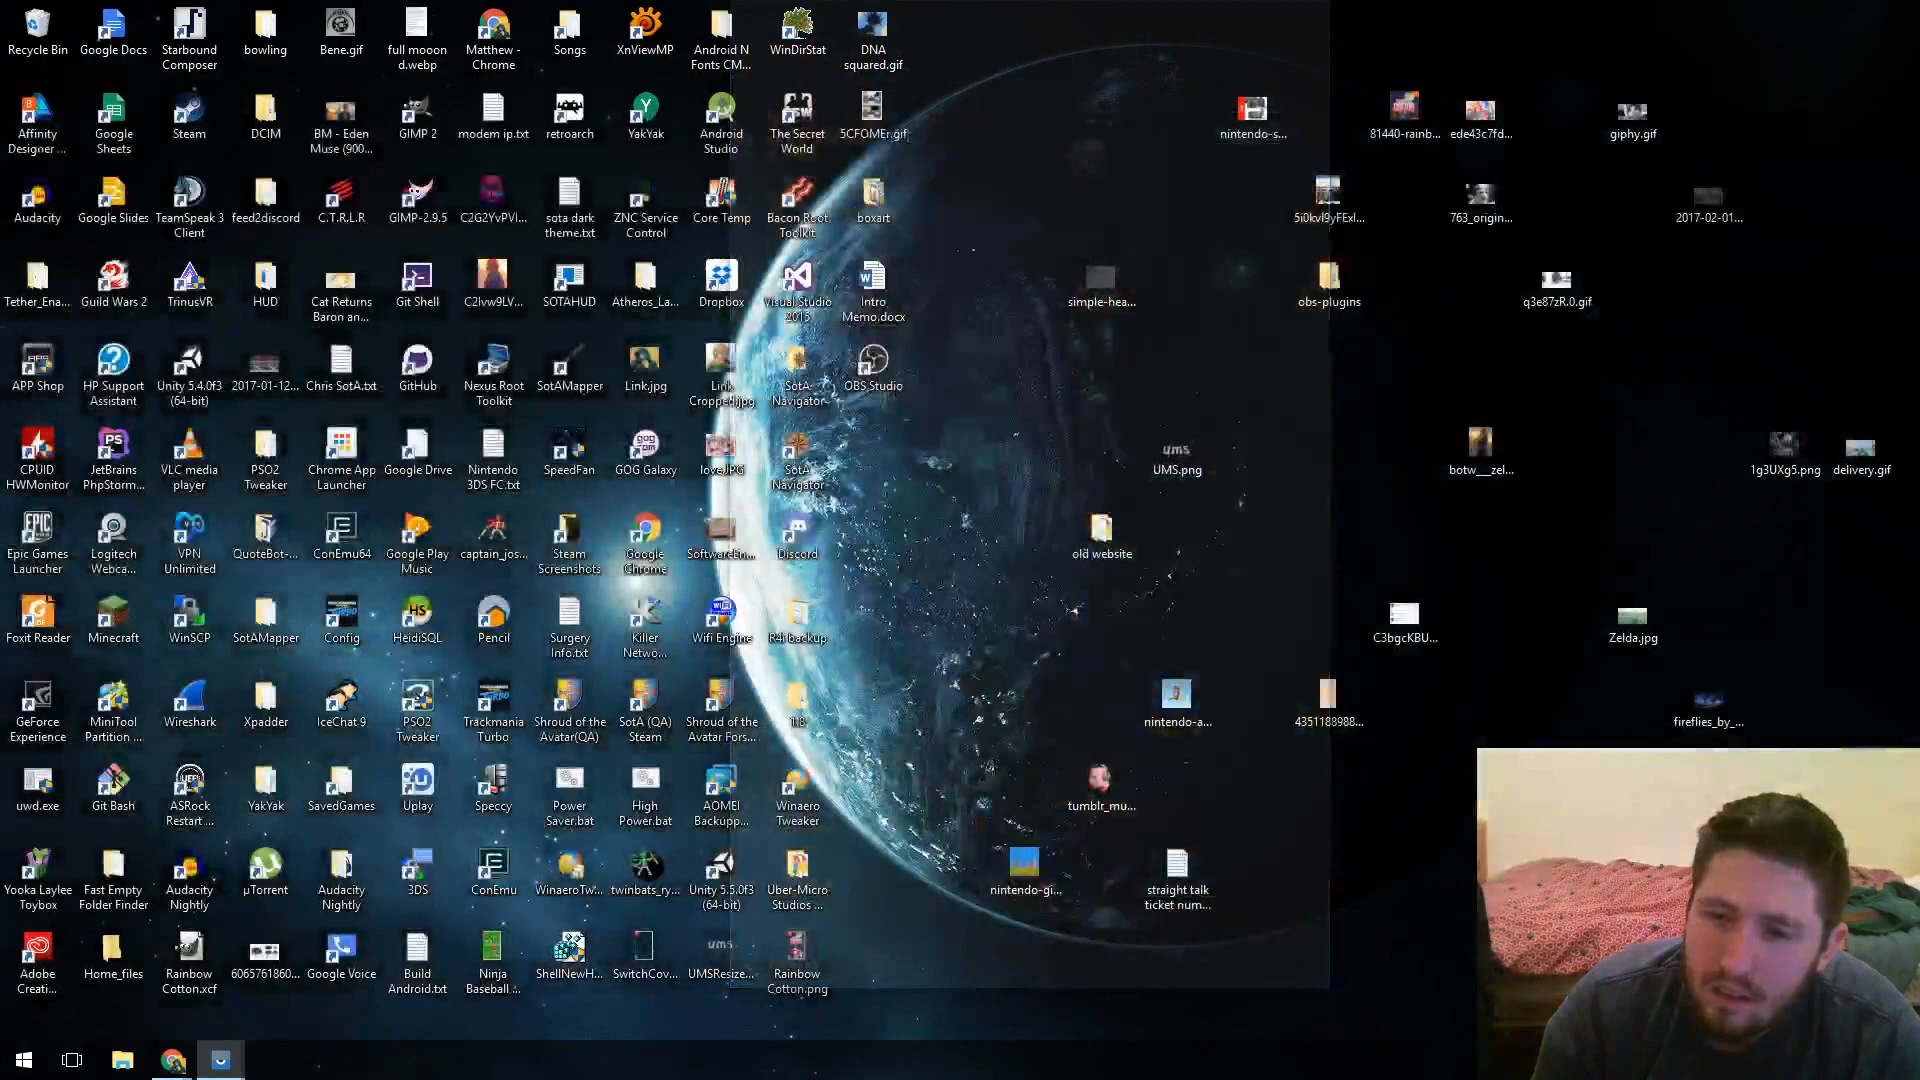 Recycle Bin
Google Docs
Starbound
Composer
bowling
Bene.gif
full mooon
d.webp
Matthew -
Chrome
Songs
XnViewMP
Android N
Fonts CM...
WinDirStat
DNA
squared.gif
Affinity
Designer ...
Google
Sheets
Steam
DCIM
BM - Eden
Muse (900...
GIMP 2
modem ip.txt
retroarch
YakYak
Android
Studio
The Secret
World
5CFOMEr.gif
nintendo-s...
81440-rainb...
ede43c7fd...
giphy.gif
Audacity
Google Slides
TeamSpeak 3
Client
feed2discord
C.T.R.L.R
GIMP-2.9.5
C2G2YvPVI...
sota dark
theme.txt
ZNC Service
Control
Core Temp
Bacon Root
Toolkit
boxart
5i0kvI9yFExI...
763_origin...
2017-02-01...
Tether_Ena...
Guild Wars 2
TrinusVR
HUD
Cat Returns
Baron an...
Git Shell
C2lvw9LV...
SOTAHUD
Atheros_La...
Dropbox
Visual Studio
2015
Intro
Memo.docx
simple-hea...
obs-plugins
q3e87zR.0.gif
APP Shop
HP Support
Assistant
Unity 5.4.0f3
(64-bit)
2017-01-12...
Chris SotA.txt
GitHub
Nexus Root
Toolkit
SotAMapper
Link.jpg
Link
Cropped.jpg
SotA
Navigator
OBS Studio
CPUID
HWMonitor
JetBrains
PhpStorm...
VLC media
player
PSO2
Tweaker
Chrome App
Launcher
Google Drive
Nintendo
3DS FC.txt
SpeedFan
GOG Galaxy
love.JPG
SotA
Navigator
ums
UMS.png
botw__zel...
1g3UXg5.png
delivery.gif
Epic Games
Launcher
Logitech
Webca...
VPN
Unlimited
QuoteBot-...
ConEmu64
Google Play
Music
captain_jos...
Steam
Screenshots
Google
Chrome
SoftwareEn...
Discord
old website
Foxit Reader
Minecraft
WinSCP
SotAMapper
Config
HeidiSQL
Pencil
Surgery
Info.txt
Killer
Netwo...
Wifi Engine
R4i backup
C3bgcKBU...
Zelda.jpg
GeForce
Experience
MiniTool
Partition ...
Wireshark
Xpadder
IceChat 9
PSO2
Tweaker
Trackmania
Turbo
Shroud of the
Avatar(QA)
SotA (QA)
Steam
Shroud of the
Avatar Fors...
1.8
nintendo-a...
4351188988...
fireflies_by_...
uwd.exe
Git Bash
ASRock
Restart ...
YakYak
SavedGames
Uplay
Speccy
Power
Saver.bat
High
Power.bat
AOMEI
Backupp...
Winaero
Tweaker
tumblr_mu...
Yooka Laylee
Toybox
Fast Empty
Folder Finder
Audacity
Nightly
µTorrent
Audacity
Nightly
3DS
ConEmu
WinaeroTw...
twinbats_ry...
Unity 5.5.0f3
(64-bit)
Uber-Micro
Studios ...
nintendo-gi...
straight talk
ticket num...
Adobe
Creati...
Home_files
Rainbow
Cotton.xcf
6065761860...
Google Voice
Build
Android.txt
Ninja
Baseball ...
ShellNewH...
SwitchCov...
ums
UMSResize...
Rainbow
Cotton.png